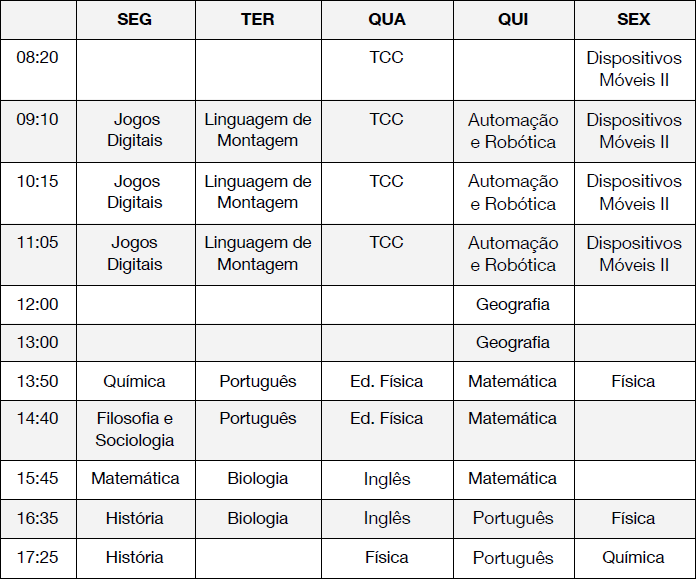 SEG TER QUA QUI SEX
08:20 TCC Dispositivos
Móveis II
09:10 Jogos Linguagem de TCC Automação Dispositivos
Digitais Montagem e Robótica Móveis II
10:15 Jogos Linguagem de TCC Automação Dispositivos
Digitais Montagem e Robótica Móveis II
11:05 Jogos Linguagem de TCC Automação Dispositivos
Digitais Montagem e Robótica Móveis II
12:00 Geografia
13:00 Geografia
13:50 Química Português Ed. Física Matemática Física
14:40 Filosofia e Português Ed. Física Matemática
Sociologia
15:45 Matemática Biologia Inglês Matemática
16:35 História Biologia Inglês Português Física
17:25 História Física Português Química